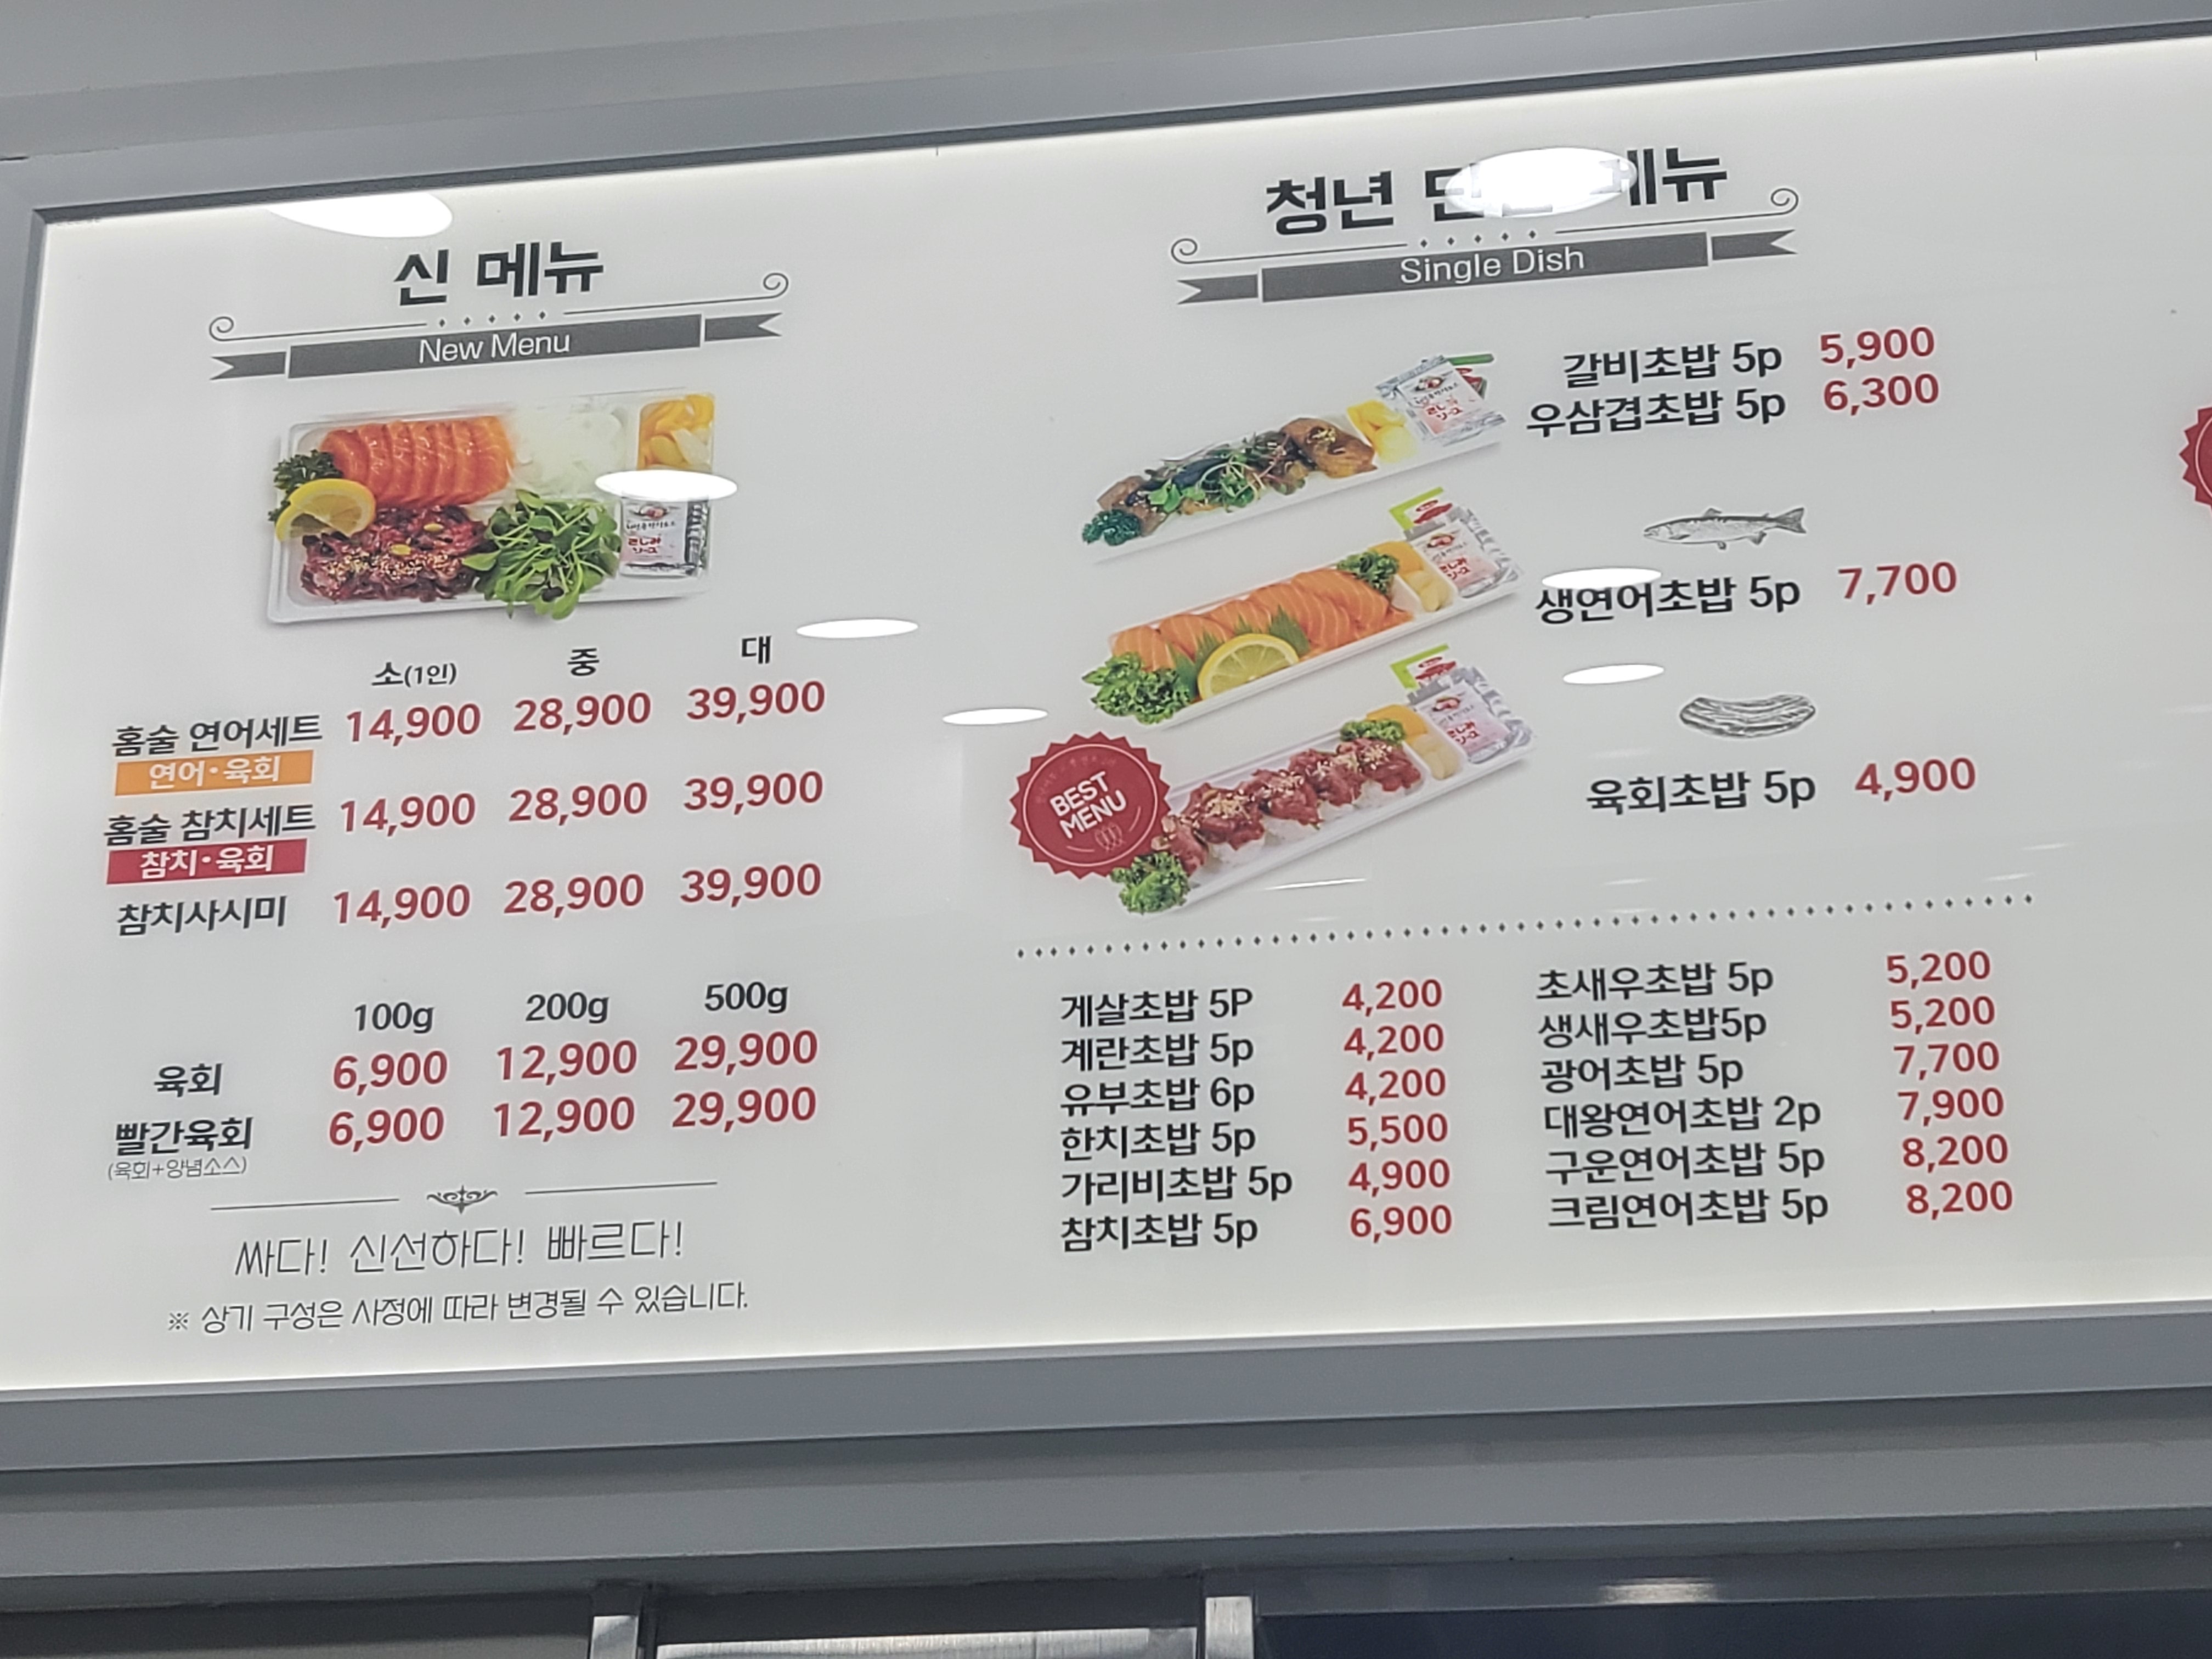 신 메뉴
New Menu
소(1인) 중 대
홈술 연어세트 14,900 28,900 39,900
연어·육회
홈술 참치세트 14,900 28,900 39,900
참치·육회
참치사시미 14,900 28,900 39,900
100g 200g 500g
육회 6,900 12,900 29,900
빨간육회 6,900 12,900 29,900
(육회+양념소스)
싸다! 신선하다! 빠르다!
※ 상기 구성은 사정에 따라 변경될 수 있습니다.
청년 메뉴
Single Dish
갈비초밥 5p 5,900
우삼겹초밥 5p 6,300
생연어초밥 5p 7,700
BEST
MENU
육회초밥 5p 4,900
게살초밥 5P 4,200
계란초밥 5p 4,200
유부초밥 6p 4,200
한치초밥 5p 5,500
가리비초밥 5p 4,900
참치초밥 5p 6,900
초새우초밥 5p 5,200
생새우초밥5p 5,200
광어초밥 5p 7,700
대왕연어초밥 2p 7,900
구운연어초밥 5p 8,200
크림연어초밥 5p 8,200